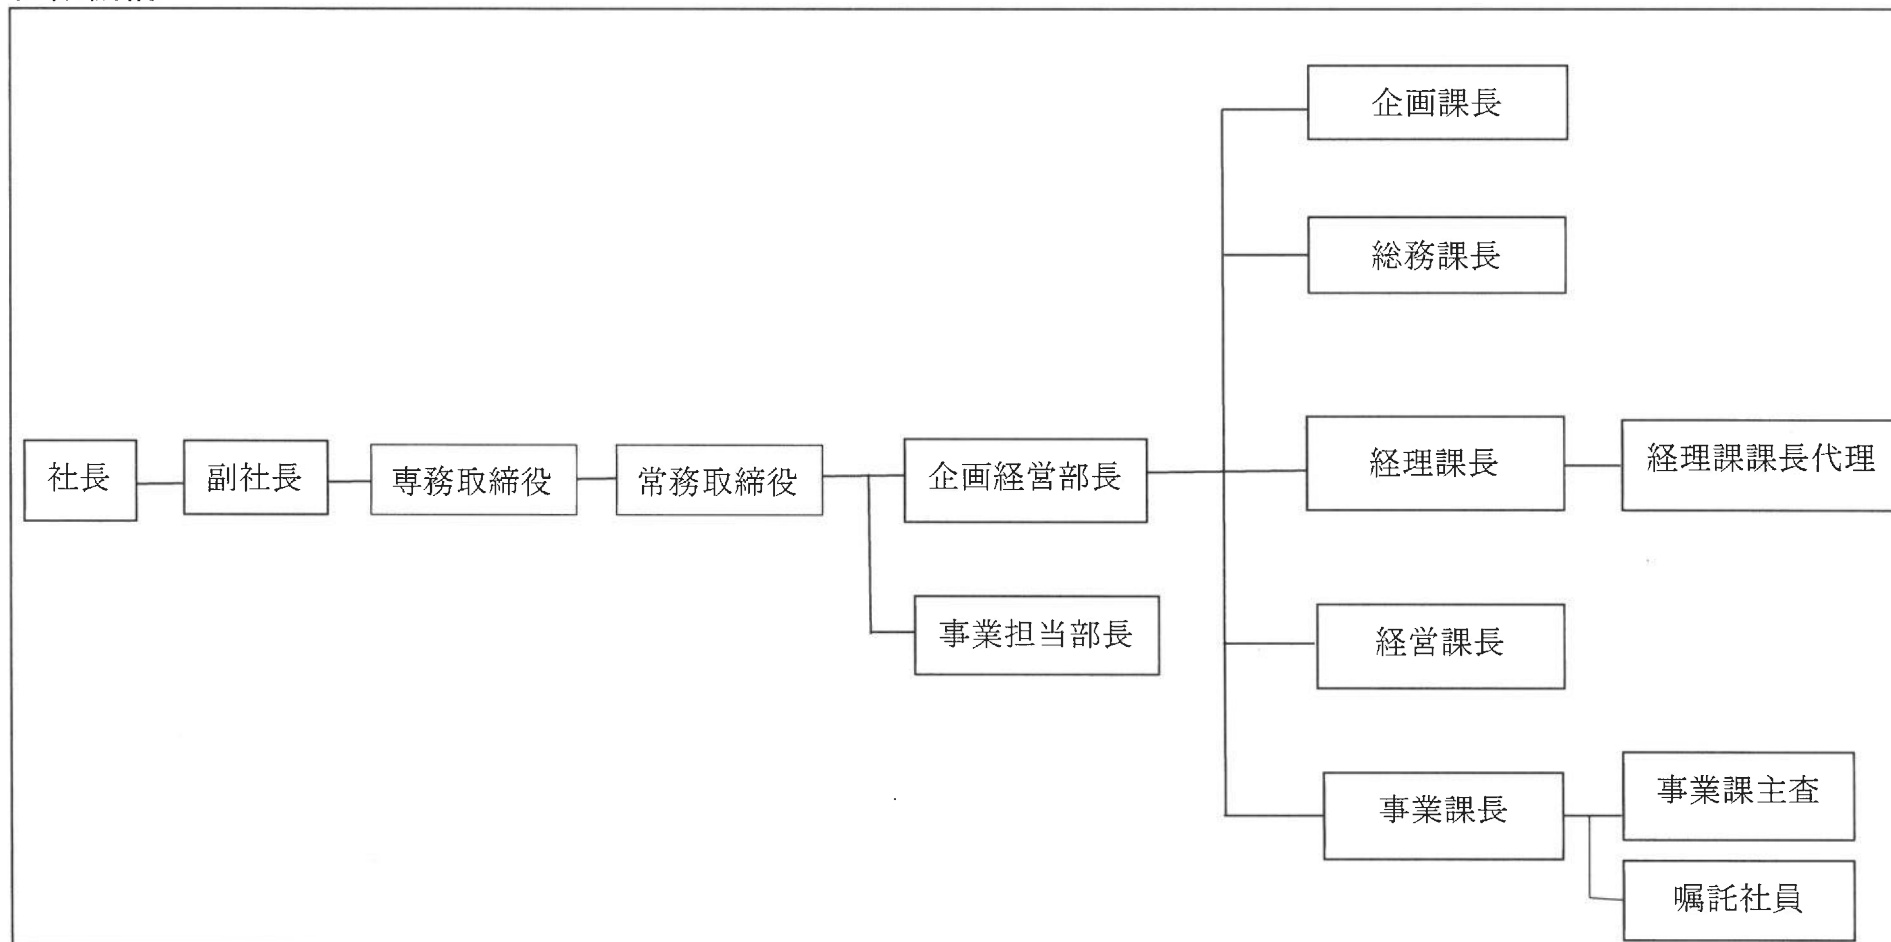 企画課長
総務課長
社長
副社長
専務取締役
常務取締役
企画経営部長
経理課長
経理課課長代理
事業担当部長
経営課長
事業課長
事業課主査
嘱託社員